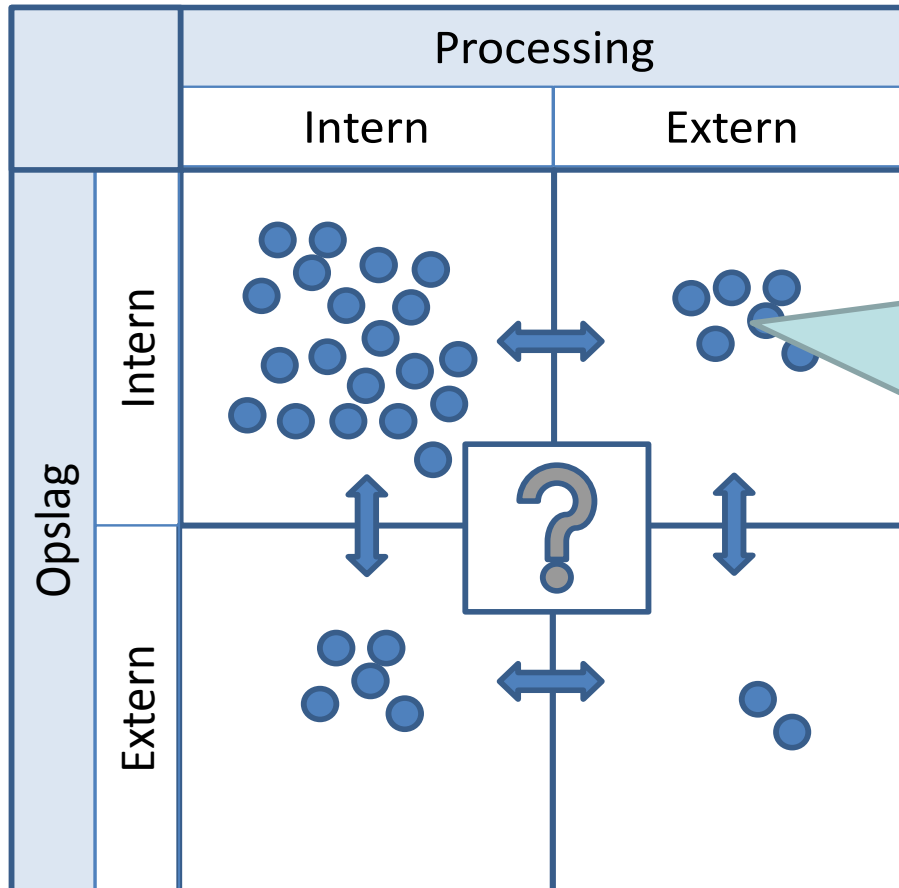 Processing
Intern
Extern
Opslag
Intern
Extern
?